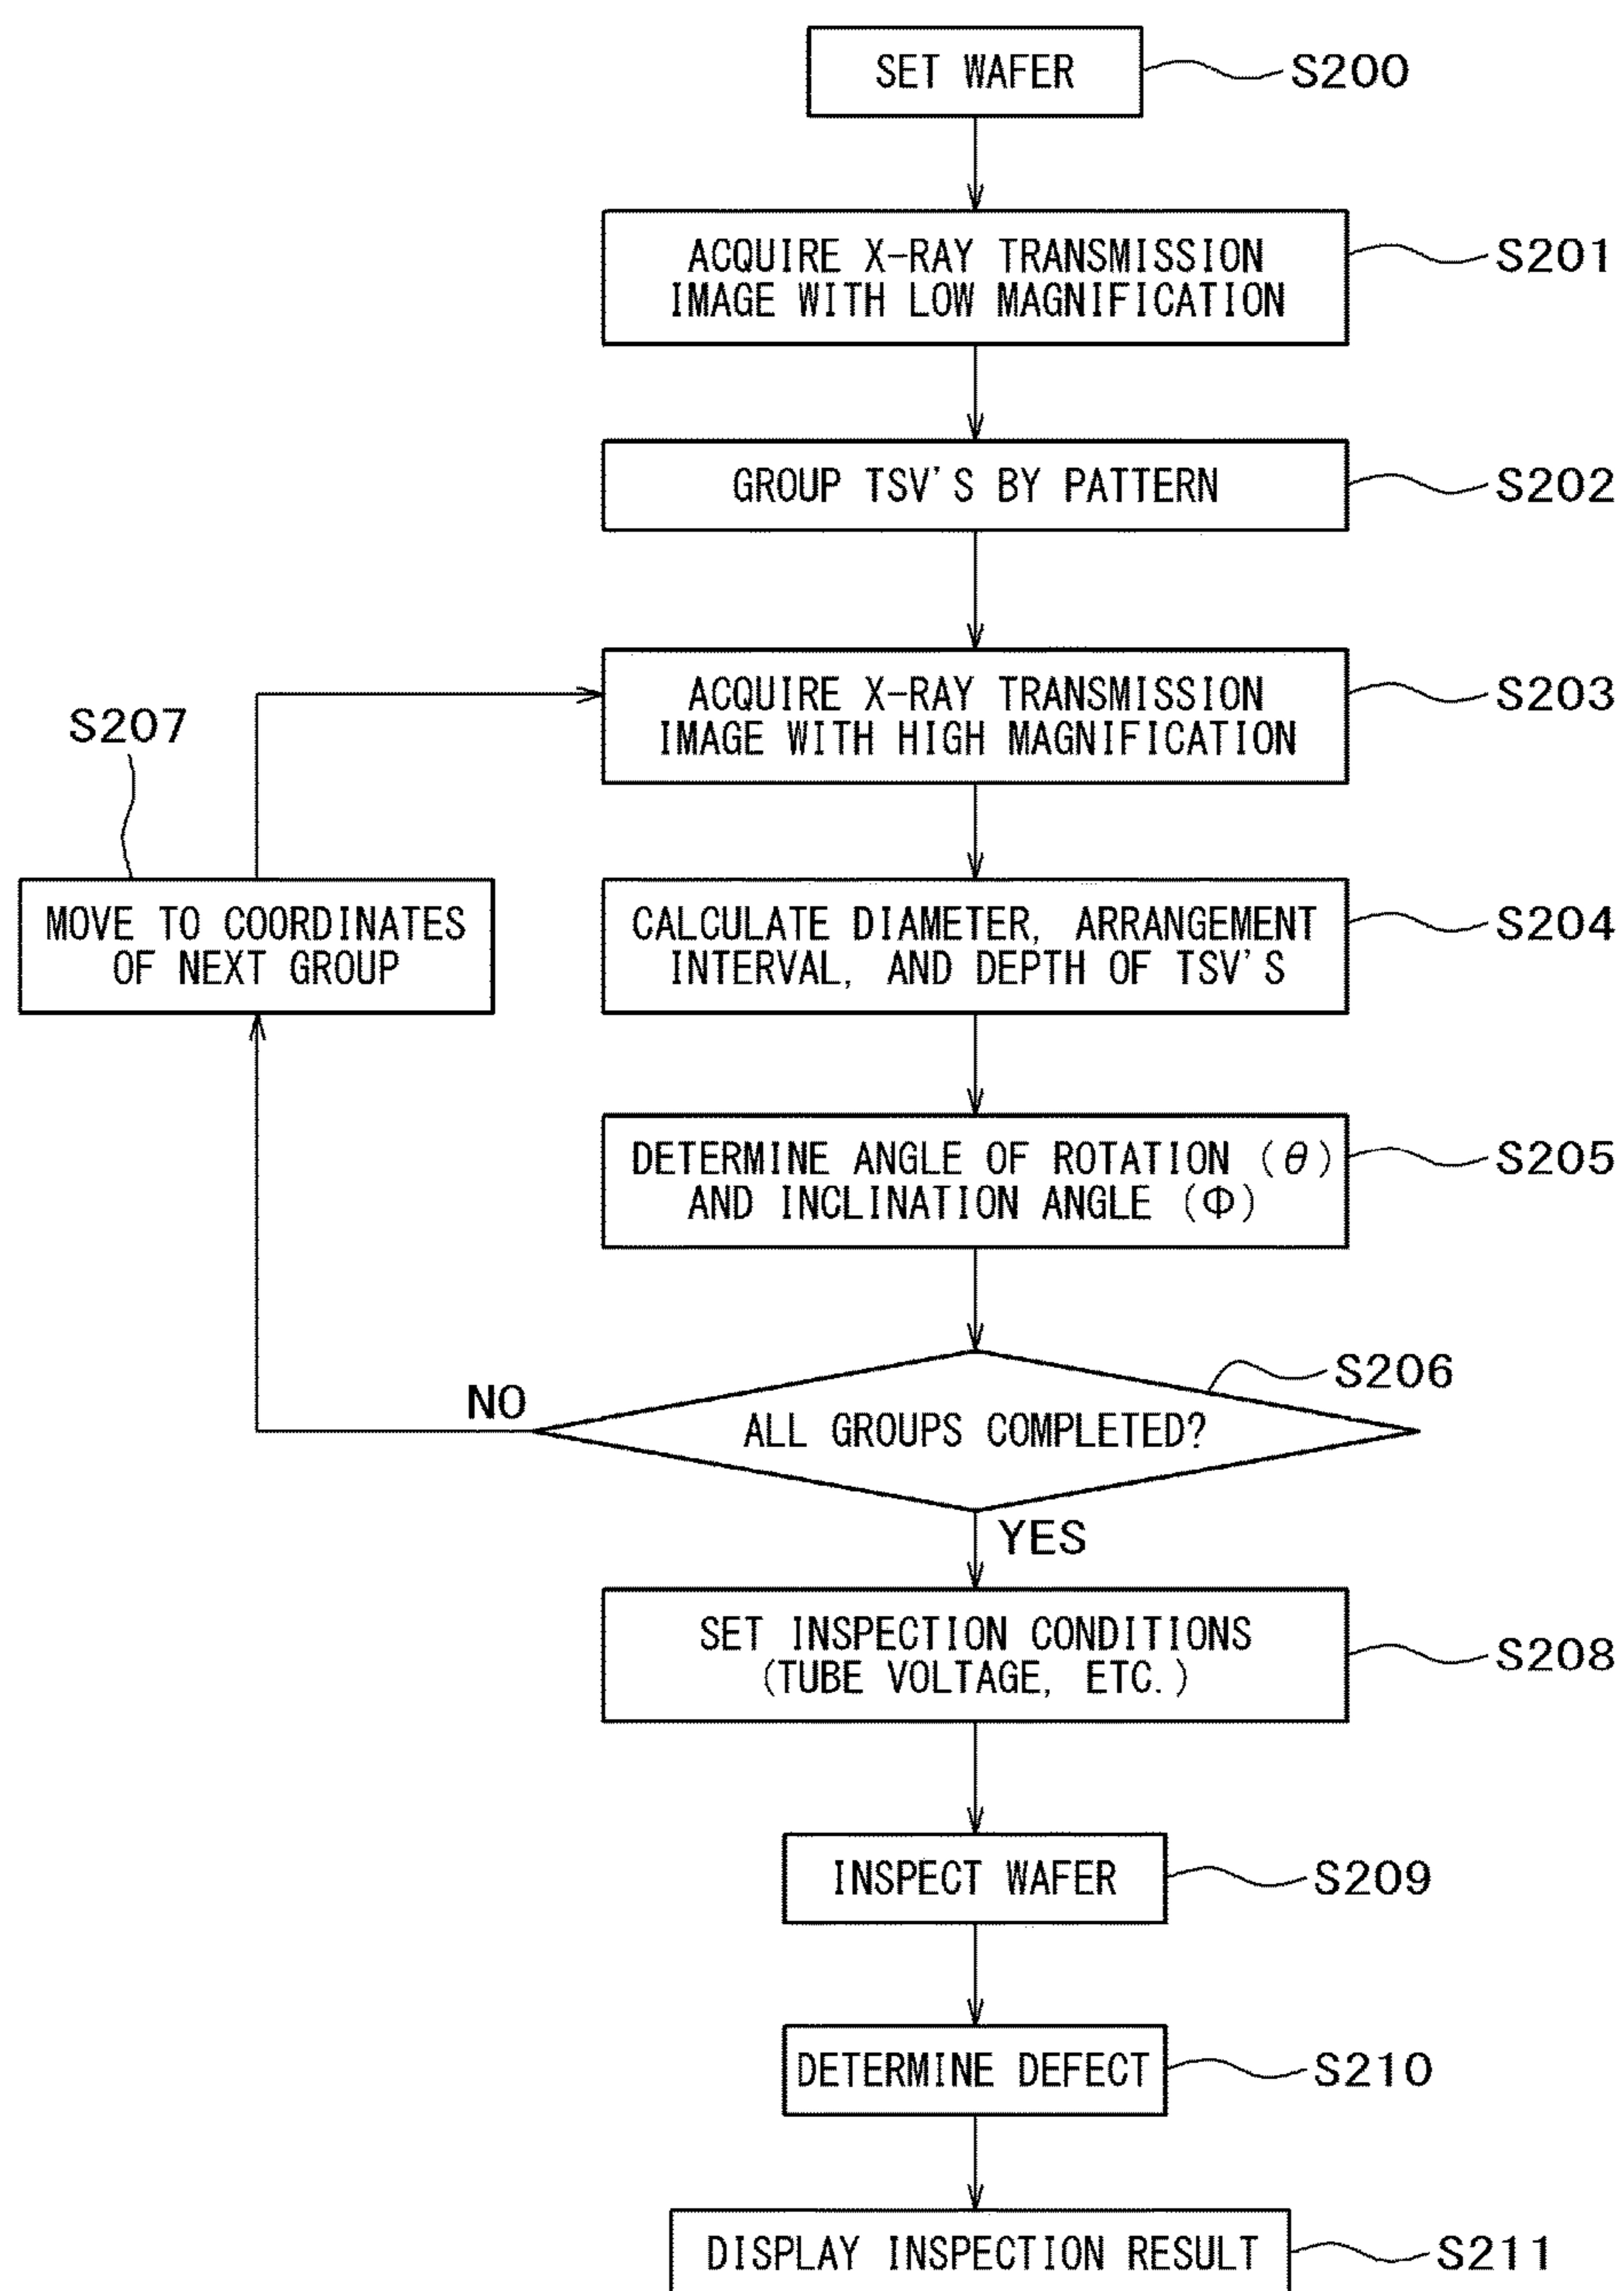 SET WAFER
S200
ACQUIRE X-RAY TRANSMISSION
IMAGE WITH LOW MAGNIFICATION
S201
GROUP TSV'S BY PATTERN
S202
ACQUIRE X-RAY TRANSMISSION
IMAGE WITH HIGH MAGNIFICATION
S203
S207
MOVE TO COORDINATES
OF NEXT GROUP
CALCULATE DIAMETER, ARRANGEMENT
INTERVAL, AND DEPTH OF TSV'S
S204
DETERMINE ANGLE OF ROTATION (θ)
AND INCLINATION ANGLE (Φ)
S205
S206
NO
ALL GROUPS COMPLETED?
YES
SET INSPECTION CONDITIONS
(TUBE VOLTAGE, ETC.)
S208
INSPECT WAFER
S209
DETERMINE DEFECT
S210
DISPLAY INSPECTION RESULT
S211